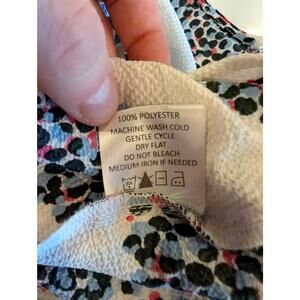 100% POLYESTER
MACHINE WASH COLD
GENTLE CYCLE
DRY FLAT
DO NOT BLEACH
MEDIUM IRON IF NEEDED